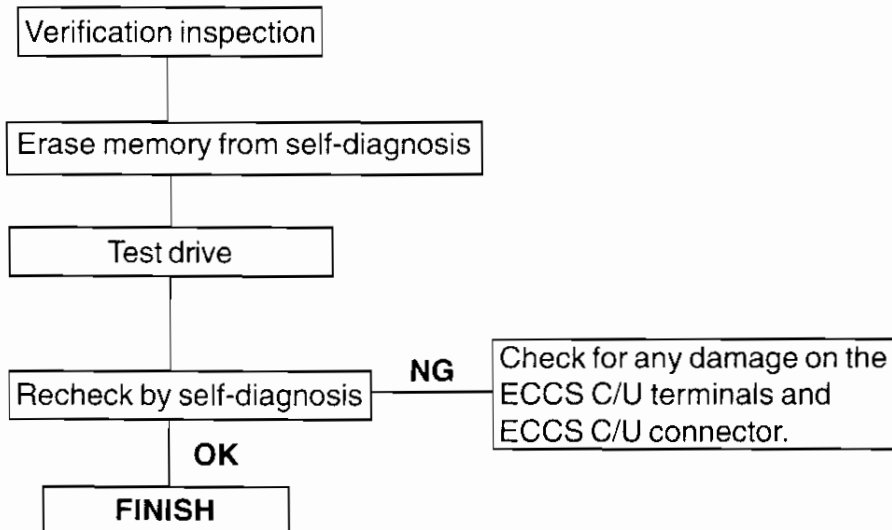 Verification inspection
Erase memory from self-diagnosis
Test drive
Recheck by self-diagnosis
NG
Check for any damage on the
ECCS C/U terminals and
ECCS C/U connector.
OK
FINISH